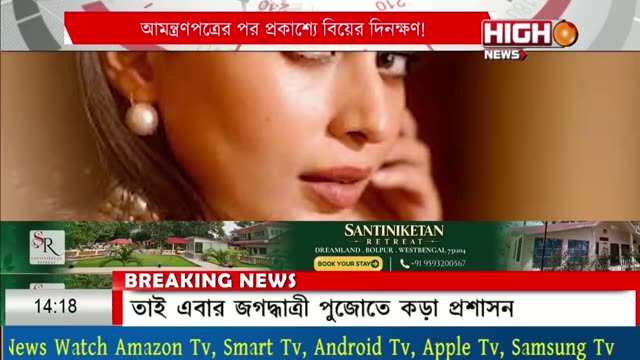 আমন্ত্রণপত্রের পর প্রকাশ্যে বিয়ের দিনক্ষণ!
HIGH
NEWS
SR
SANTINIKETAN
RETREAT
DREAMLAND, BOLPUR, WESTBENGAL 731204
BOOK YOUR STAY
+91 9593200567
BREAKING NEWS
14:18
তাই এবার জগদ্ধাত্রী পুজোতে কড়া প্রশাসন
News Watch Amazon Tv, Smart Tv, Android Tv, Apple Tv, Samsung Tv